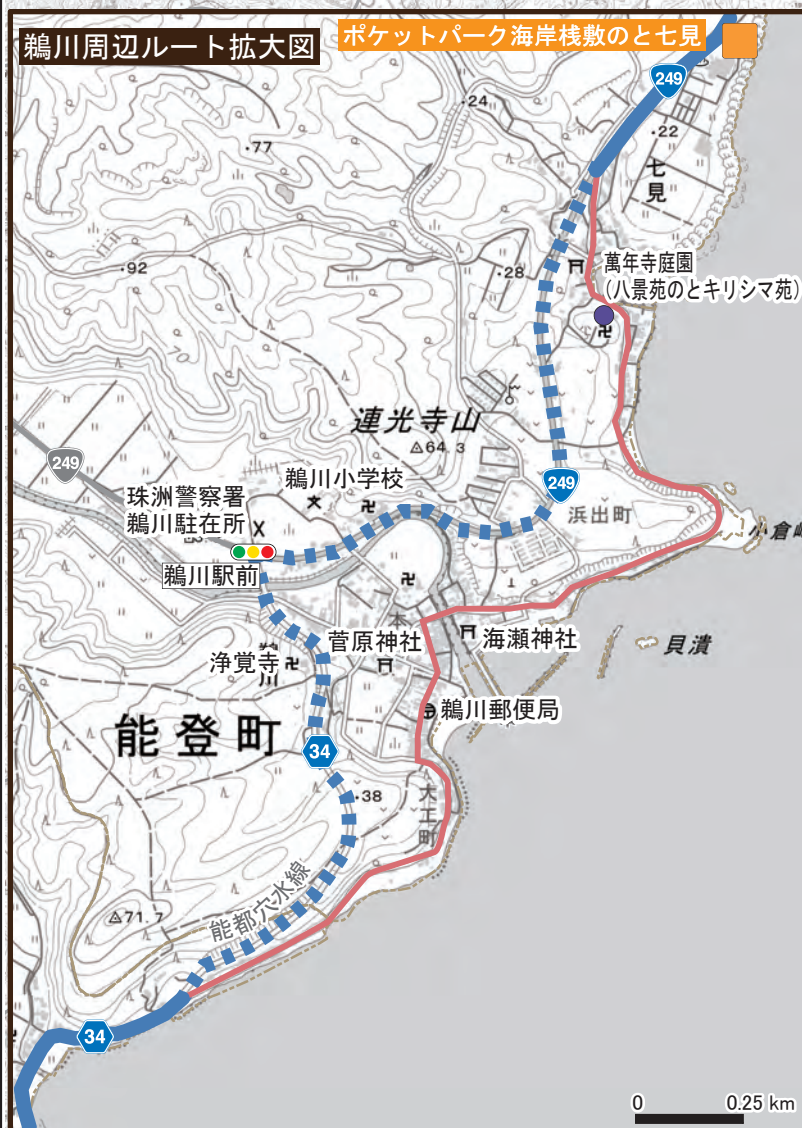 鵜川周辺ルート拡大図
ポケットパーク海岸桟敷のと七見
249
・24
・22
・77
七見
萬年寺庭園
(八景苑のとキリシマ苑)
・28
・92
連光寺山
△64.3
249
249
鵜川小学校
珠洲警察署
鵜川駐在所
浜出町
小倉崎
鵜川駅前
本
菅原神社
海瀬神社
貝潰
浄覚寺
鵜川
鵜川郵便局
能登町
34
・38
大工町
△71.7
能都穴水線
34
0 0.25 km